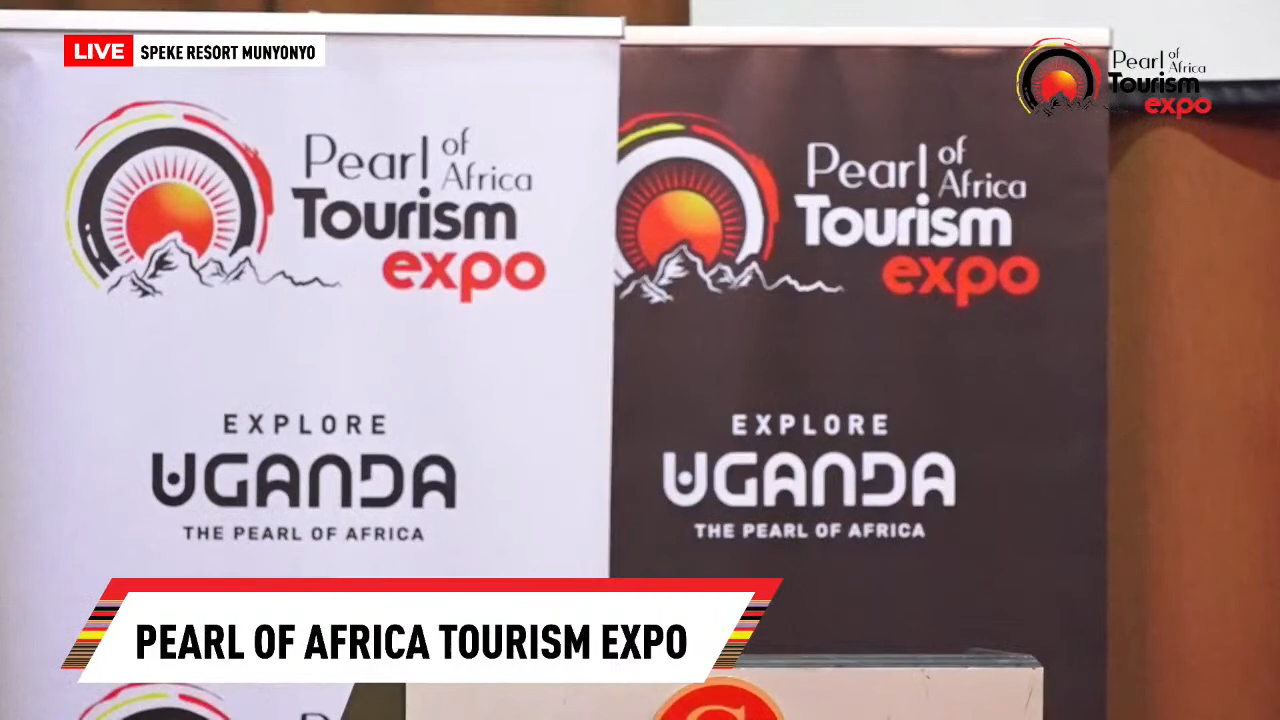 LIVE SPEKE RESORT MUNYONYO
Pearl of Africa
Tourism
expo
Pearl of Africa
Tourism
expo
Pearl of Africa
Tourism
expo
EXPLORE
UGANDA
THE PEARL OF AFRICA
EXPLORE
UGANDA
THE PEARL OF AFRICA
PEARL OF AFRICA TOURISM EXPO